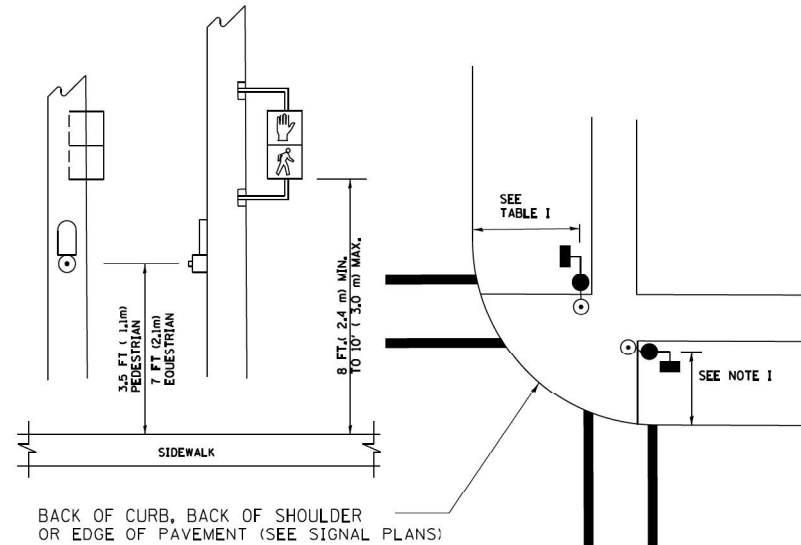 SEE
TABLE I
3.5 FT ( 1.1m)
PEDESTRIAN
7 FT (2.1m)
EQUESTRIAN
8 FT.( 2.4 m) MIN.
TO 10' ( 3.0 m) MAX.
SEE NOTE I
SIDEWALK
BACK OF CURB, BACK OF SHOULDER
OR EDGE OF PAVEMENT (SEE SIGNAL PLANS)